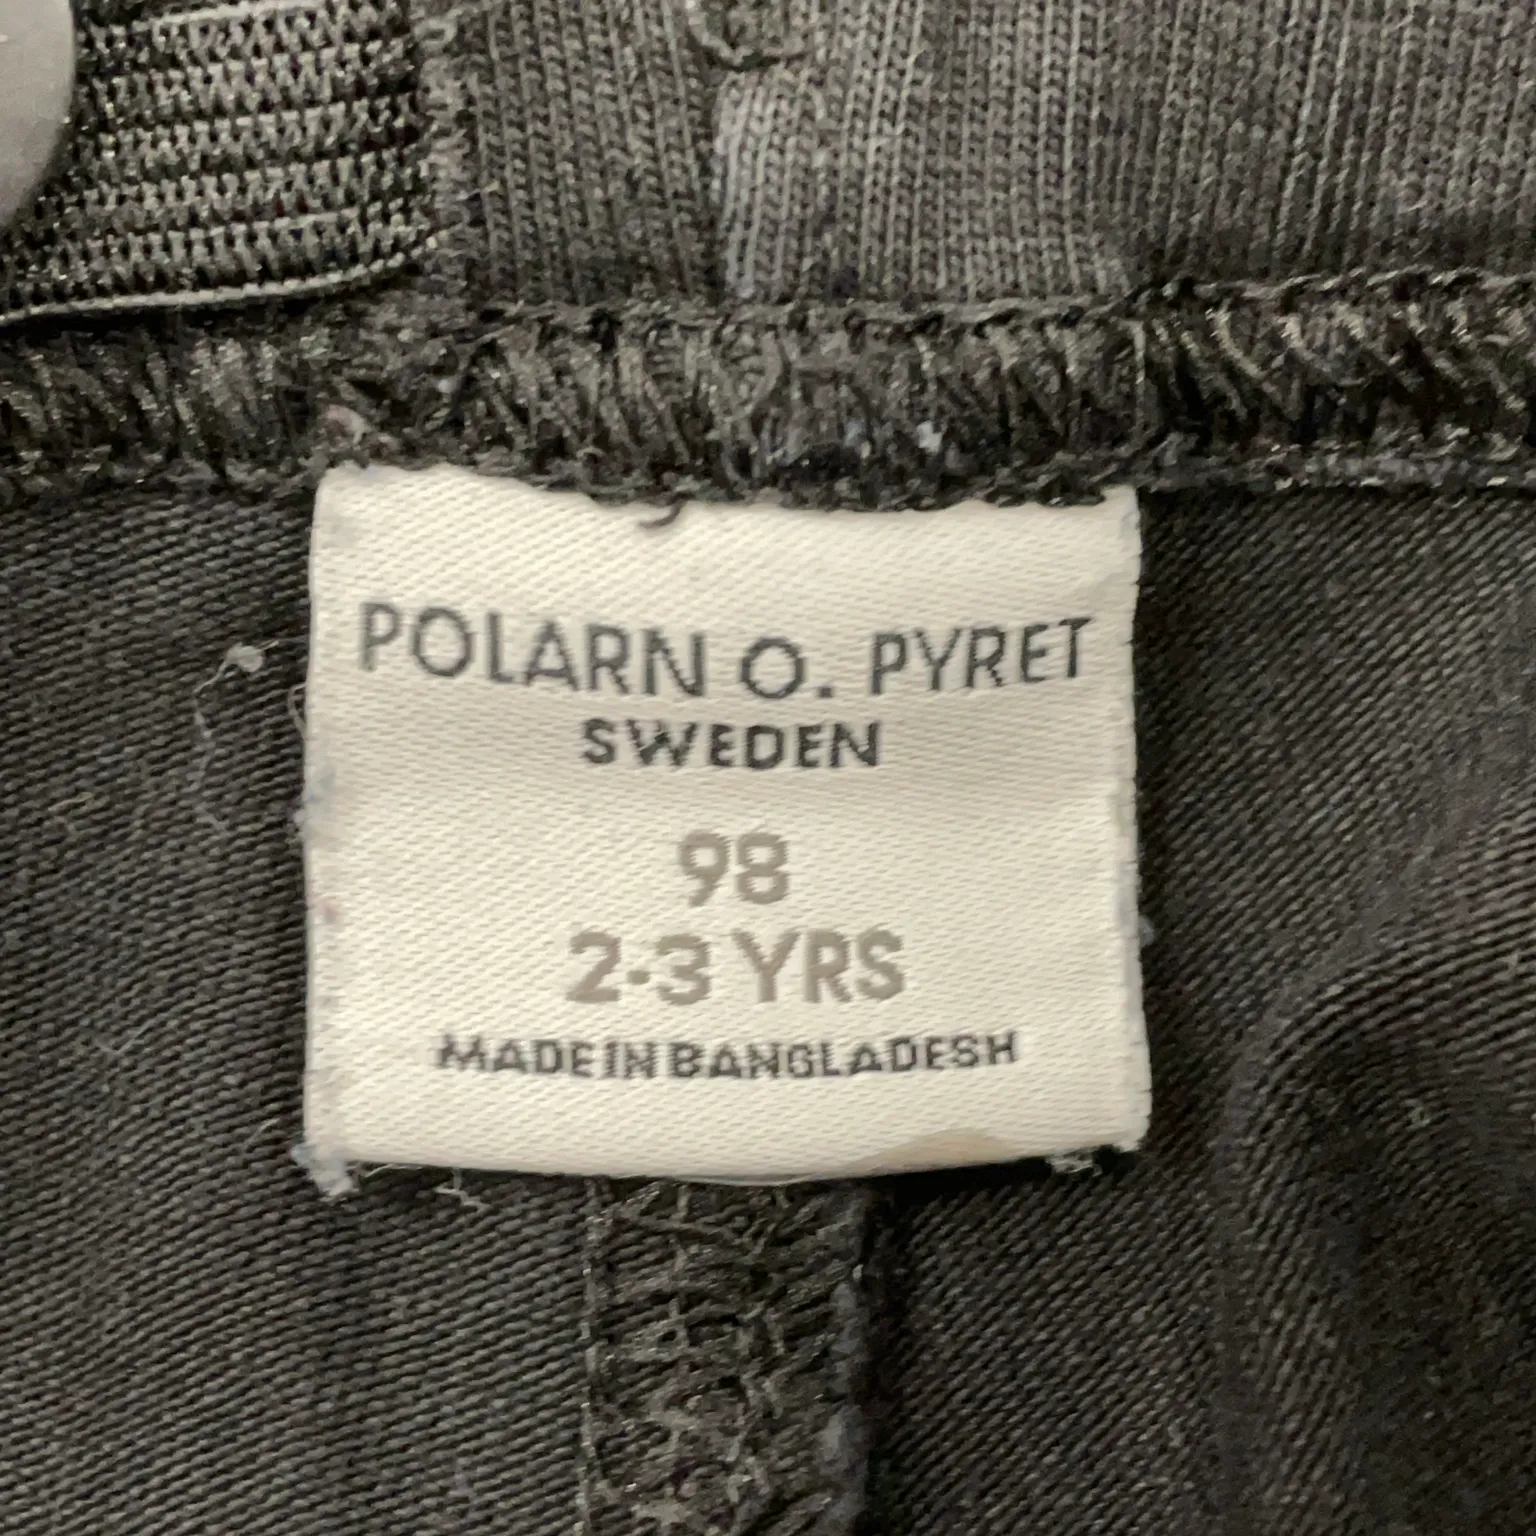 POLARN O. PYRET
SWEDEN
98
2-3 YRS
MADE IN BANGLADESH